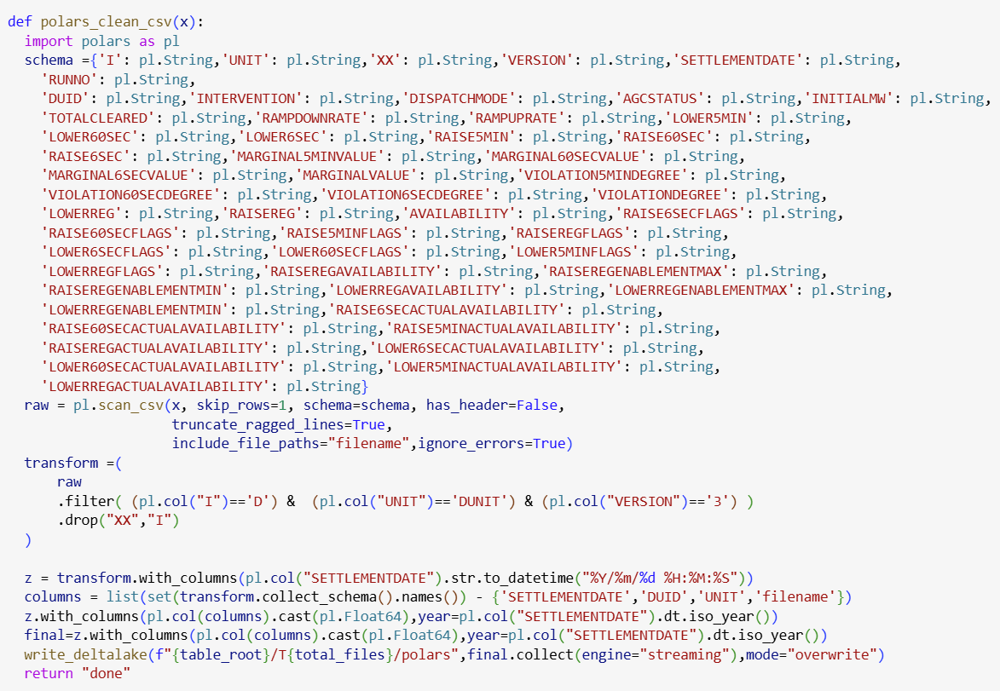 def polars_clean_csv(x):
  import polars as pl
  schema ={'I': pl.String,'UNIT': pl.String,'XX': pl.String,'VERSION': pl.String,'SETTLEMENTDATE': pl.String,
    'RUNNO': pl.String,
    'DUID': pl.String,'INTERVENTION': pl.String,'DISPATCHMODE': pl.String,'AGCSTATUS': pl.String,'INITIALMW': pl.String,
    'TOTALCLEARED': pl.String,'RAMPDOWNRATE': pl.String,'RAMPUPRATE': pl.String,'LOWER5MIN': pl.String,
    'LOWER60SEC': pl.String,'LOWER6SEC': pl.String,'RAISE5MIN': pl.String,'RAISE60SEC': pl.String,
    'RAISE6SEC': pl.String,'MARGINAL5MINVALUE': pl.String,'MARGINAL60SECVALUE': pl.String,
    'MARGINAL6SECVALUE': pl.String,'MARGINALVALUE': pl.String,'VIOLATION5MINDEGREE': pl.String,
    'VIOLATION60SECDEGREE': pl.String,'VIOLATION6SECDEGREE': pl.String,'VIOLATIONDEGREE': pl.String,
    'LOWERREG': pl.String,'RAISEREG': pl.String,'AVAILABILITY': pl.String,'RAISE6SECFLAGS': pl.String,
    'RAISE60SECFLAGS': pl.String,'RAISE5MINFLAGS': pl.String,'RAISEREGFLAGS': pl.String,
    'LOWER6SECFLAGS': pl.String,'LOWER60SECFLAGS': pl.String,'LOWER5MINFLAGS': pl.String,
    'LOWERREGFLAGS': pl.String,'RAISEREGAVAILABILITY': pl.String,'RAISEREGENABLEMENTMAX': pl.String,
    'RAISEREGENABLEMENTMIN': pl.String,'LOWERREGAVAILABILITY': pl.String,'LOWERREGENABLEMENTMAX': pl.String,
    'LOWERREGENABLEMENTMIN': pl.String,'RAISE6SECACTUALAVAILABILITY': pl.String,
    'RAISE60SECACTUALAVAILABILITY': pl.String,'RAISE5MINACTUALAVAILABILITY': pl.String,
    'RAISEREGACTUALAVAILABILITY': pl.String,'LOWER6SECACTUALAVAILABILITY': pl.String,
    'LOWER60SECACTUALAVAILABILITY': pl.String,'LOWER5MINACTUALAVAILABILITY': pl.String,
    'LOWERREGACTUALAVAILABILITY': pl.String}
  raw = pl.scan_csv(x, skip_rows=1, schema=schema, has_header=False,
                    truncate_ragged_lines=True,
                    include_file_paths="filename",ignore_errors=True)
  transform =(
      raw
      .filter( (pl.col("I")=='D') &  (pl.col("UNIT")=='DUNIT') & (pl.col("VERSION")=='3') )
      .drop("XX","I")
  )

  z = transform.with_columns(pl.col("SETTLEMENTDATE").str.to_datetime("%Y/%m/%d %H:%M:%S"))
  columns = list(set(transform.collect_schema().names()) - {'SETTLEMENTDATE','DUID','UNIT','filename'})
  z.with_columns(pl.col(columns).cast(pl.Float64),year=pl.col("SETTLEMENTDATE").dt.iso_year())
  final=z.with_columns(pl.col(columns).cast(pl.Float64),year=pl.col("SETTLEMENTDATE").dt.iso_year())
  write_deltalake(f"{table_root}/T{total_files}/polars",final.collect(engine="streaming"),mode="overwrite")
  return "done"